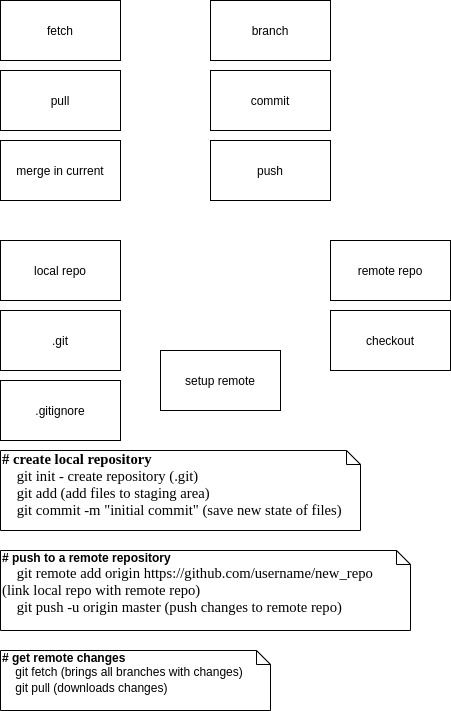 fetch
branch
pull
commit
merge in current
push
local repo
remote repo
.git
checkout
setup remote
.gitignore
# create local repository
git init - create repository (.git)
git add (add files to staging area)
git commit -m "initial commit" (save new state of files)
# push to a remote repository
git remote add origin https://github.com/username/new_repo
(link local repo with remote repo)
git push -u origin master (push changes to remote repo)
# get remote changes
git fetch (brings all branches with changes)
git pull (downloads changes)